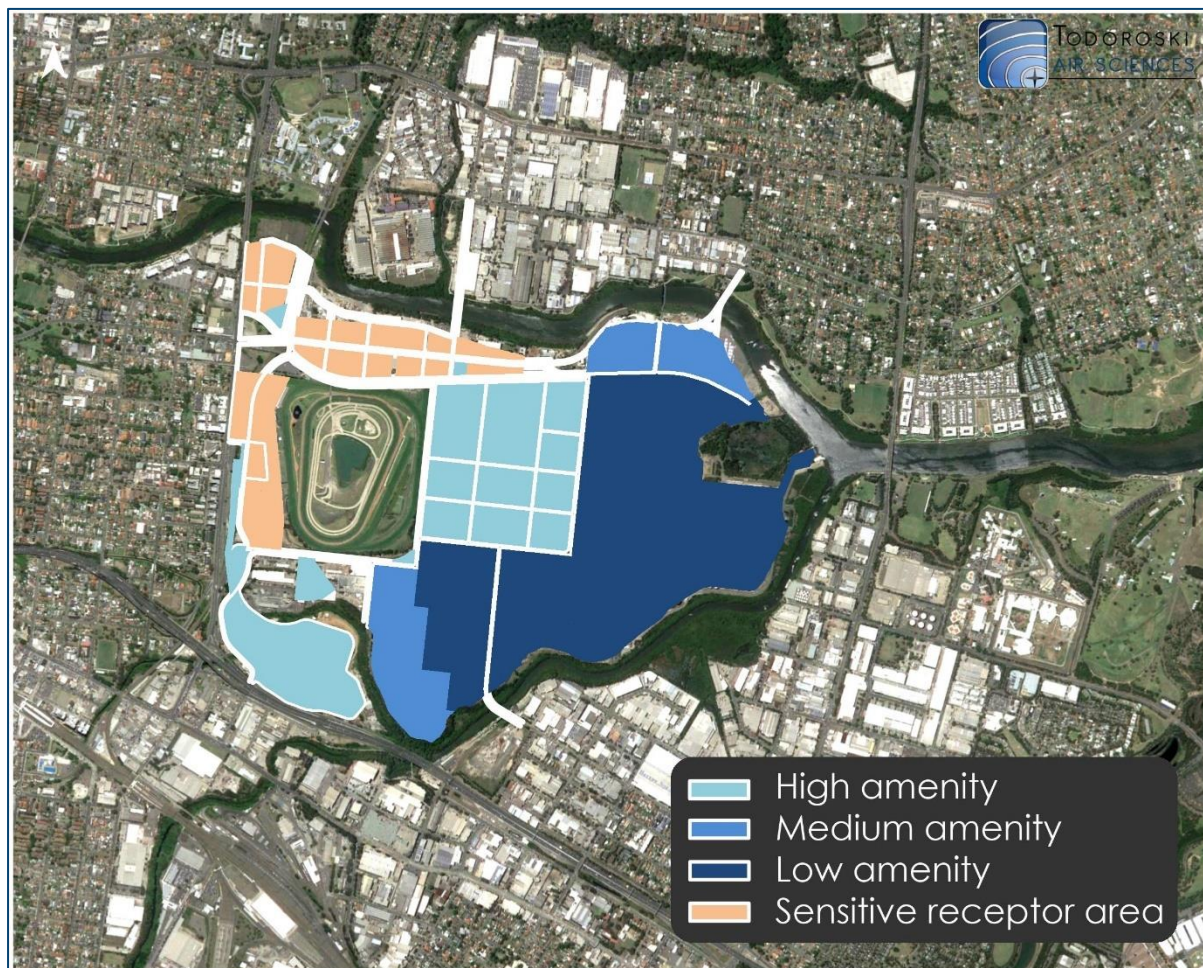 N
TODOROSKI
AIR SCIENCES
High amenity
Medium amenity
Low amenity
Sensitive receptor area